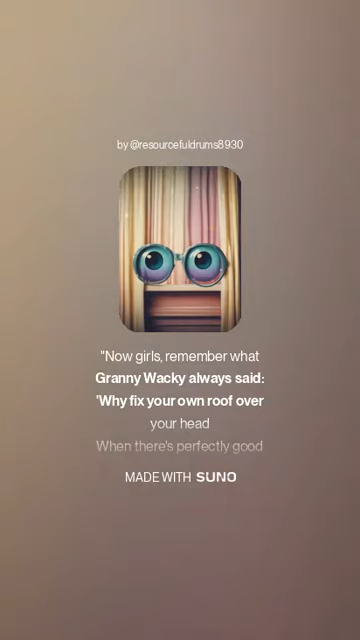 by @resourcefuldrums8930
"Now girls, remember what
Granny Wacky always said:
'Why fix your own roof over
your head
When there's perfectly good
MADE WITH SUNO